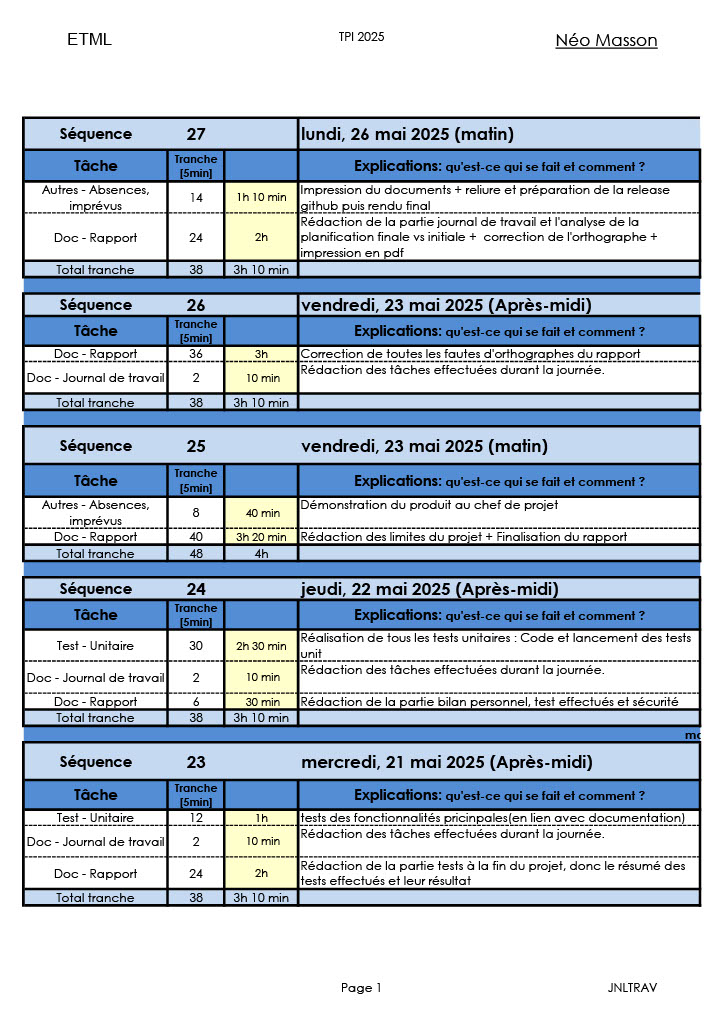 ETML TPI 2025 Néo Masson
Séquence 27 lundi, 26 mai 2025 (matin)
Tâche Tranche [5min] Explications: qu'est-ce qui se fait et comment ?
Autres - Absences, imprévus 14 1h 10 min Impression du documents + reliure et préparation de la release
github puis rendu final
Doc - Rapport 24 2h Rédaction de la partie journal de travail et l'analyse de la
planification finale vs initiale + correction de l'orthographe +
impression en pdf
Total tranche 38 3h 10 min
Séquence 26 vendredi, 23 mai 2025 (Après-midi)
Tâche Tranche [5min] Explications: qu'est-ce qui se fait et comment ?
Doc - Rapport 36 3h Correction de toutes les fautes d'orthographes du rapport
Doc - Journal de travail 2 10 min Rédaction des tâches effectuées durant la journée.
Total tranche 38 3h 10 min
Séquence 25 vendredi, 23 mai 2025 (matin)
Tâche Tranche [5min] Explications: qu'est-ce qui se fait et comment ?
Autres - Absences, imprévus 8 40 min Démonstration du produit au chef de projet
Doc - Rapport 40 3h 20 min Rédaction des limites du projet + Finalisation du rapport
Total tranche 48 4h
Séquence 24 jeudi, 22 mai 2025 (Après-midi)
Tâche Tranche [5min] Explications: qu'est-ce qui se fait et comment ?
Test - Unitaire 30 2h 30 min Réalisation de tous les tests unitaires : Code et lancement des tests
unit
Doc - Journal de travail 2 10 min Rédaction des tâches effectuées durant la journée.
Doc - Rapport 6 30 min Rédaction de la partie bilan personnel, test effectués et sécurité
Total tranche 38 3h 10 min
Séquence 23 mercredi, 21 mai 2025 (Après-midi)
Tâche Tranche [5min] Explications: qu'est-ce qui se fait et comment ?
Test - Unitaire 12 1h tests des fonctionnalités pricinpales(en lien avec documentation)
Doc - Journal de travail 2 10 min Rédaction des tâches effectuées durant la journée.
Doc - Rapport 24 2h Rédaction de la partie tests à la fin du projet, donc le résumé des
tests effectués et leur résultat
Total tranche 38 3h 10 min
Page 1 JNLTRAV